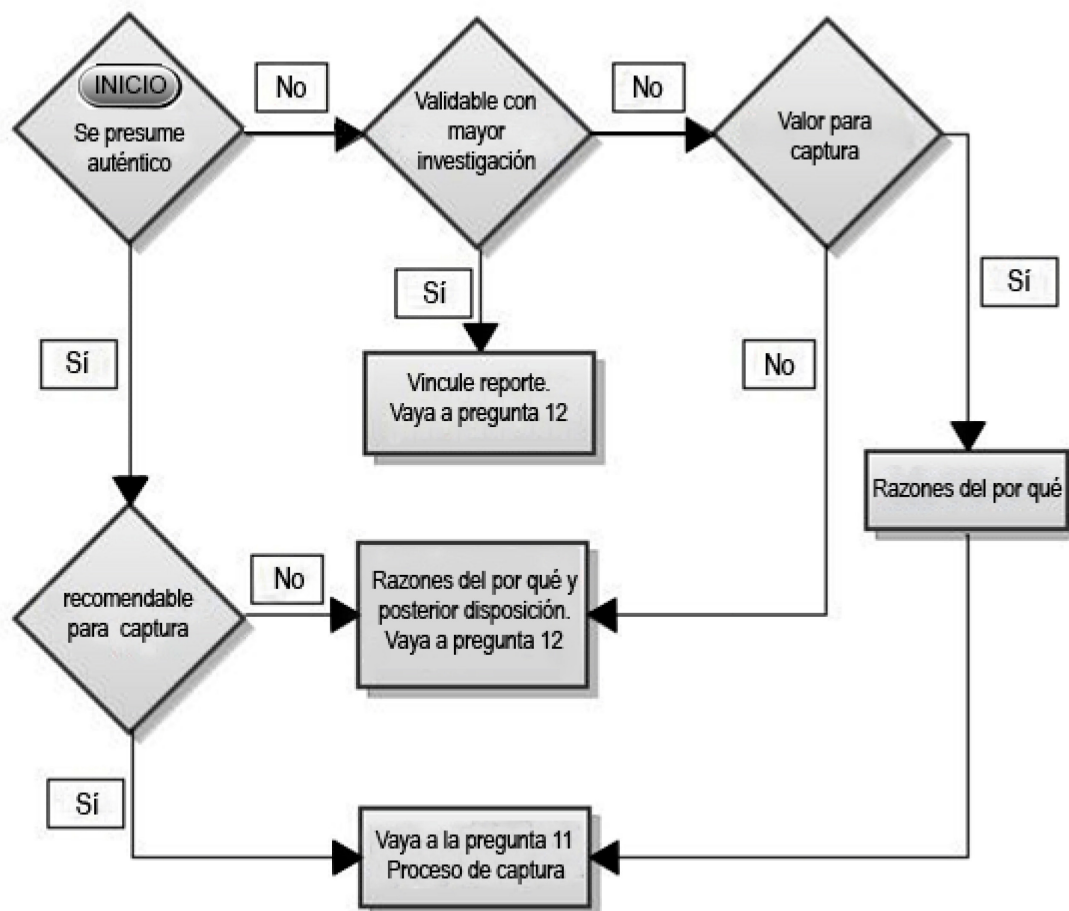 INICIO
Se presume
auténtico
No
Validable con
mayor
investigación
No
Valor para
captura
Sí
Sí
Sí
No
Vincule reporte.
Vaya a pregunta 12
Razones del por qué
recomendable
para captura
No
Razones del por qué y
posterior disposición.
Vaya a pregunta 12
Sí
Vaya a la pregunta 11
Proceso de captura